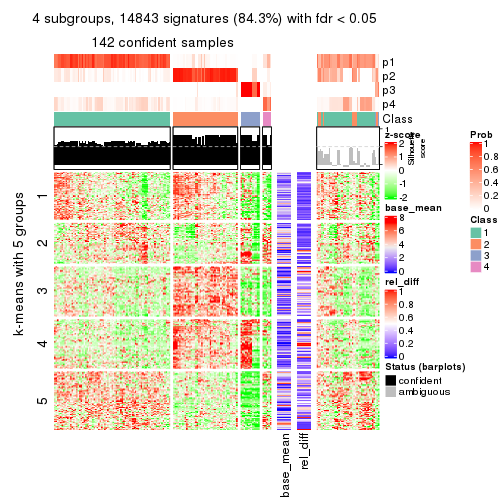 4 subgroups, 14843 signatures (84.3%) with fdr < 0.05
142 confident samples
p1
p2
p3
p4
Class
1
Silhouette
score
z-score
2
1
0
-1
-2
base_mean
8
6
4
2
0
rel_diff
1
0.8
0.6
0.4
0.2
0
Status (barplots)
confident
ambiguous
Prob
1
0.8
0.6
0.4
0.2
0
Class
1
2
3
4
k-means with 5 groups
1
2
3
4
5
base_mean
rel_diff